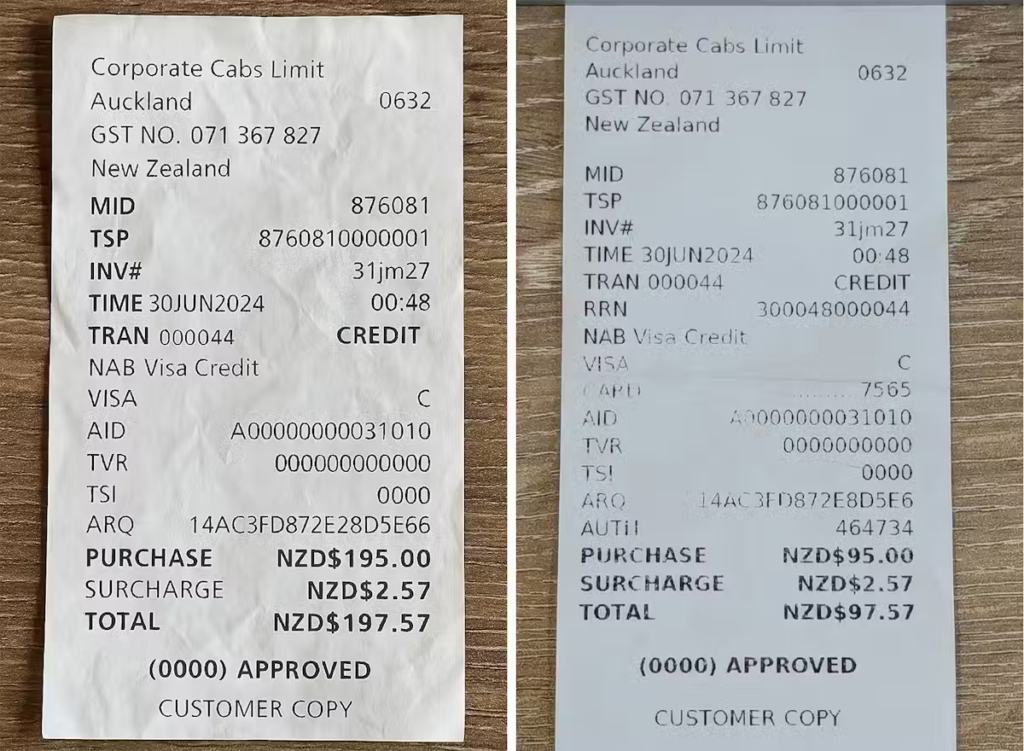 Corporate Cabs Limit
Auckland 0632
GST NO. 071 367 827
New Zealand
MID 876081
TSP 8760810000001
INV# 31jm27
TIME 30JUN2024 00:48
TRAN 000044 CREDIT
NAB Visa Credit
VISA C
AID A00000000031010
TVR 000000000000
TSI 0000
ARQ 14AC3FD872E28D5E66
PURCHASE NZD$195.00
SURCHARGE NZD$2.57
TOTAL NZD$197.57
(0000) APPROVED
CUSTOMER COPY
Corporate Cabs Limit
Auckland 0632
GST NO. 071 367 827
New Zealand
MID 876081
TSP 876081000001
INV# 31jm27
TIME 30JUN2024 00:48
TRAN 000044 CREDIT
RRN 300048000044
NAB Visa Credit
VISA C
CARD ......... 7565
AID A0000000031010
TVR 0000000000
TSI 0000
ARQ 14AC3FD872E8D5E6
AUTH 464734
PURCHASE NZD$95.00
SURCHARGE NZD$2.57
TOTAL NZD$97.57
(0000) APPROVED
CUSTOMER COPY